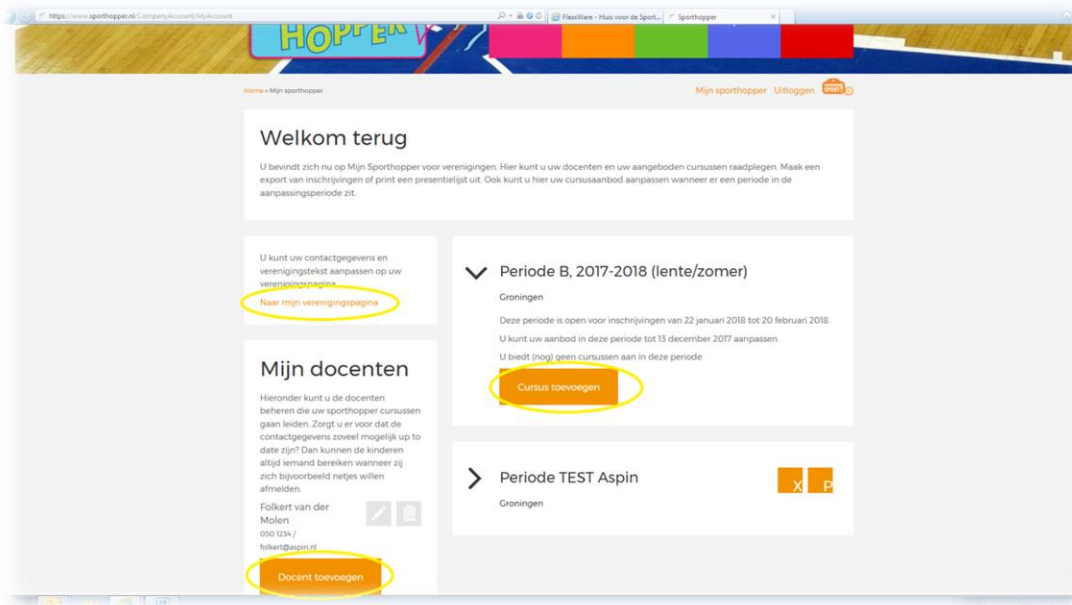 https://www.sporthopper.nl/CompanyAccount/MyAccount
FlexxWare - Huis voor de Sport...
Sporthopper
HOPPER
Home » Mijn sporthopper
Mijn sporthopper Uitloggen
Welkom terug
U bevindt zich nu op Mijn Sporthopper voor verenigingen. Hier kunt u uw docenten en uw aangeboden cursussen raadplegen. Maak een
export van inschrijvingen of print een presentielijst uit. Ook kunt u hier uw cursusaanbod aanpassen wanneer er een periode in de
aanpassingsperiode zit.
U kunt uw contactgegevens en
verenigingstekst aanpassen op uw
verenigingspagina
Naar mijn verenigingspagina
Mijn docenten
Hieronder kunt u de docenten
beheren die uw sporthopper cursussen
gaan leiden. Zorgt u er voor dat de
contactgegevens zoveel mogelijk up to
date zijn? Dan kunnen de kinderen
altijd iemand bereiken wanneer zij
zich bijvoorbeeld netjes willen
afmelden.
Folkert van der
Molen
050 1234 /
folkert@aspin.nl
Docent toevoegen
Periode B, 2017-2018 (lente/zomer)
Groningen
Deze periode is open voor inschrijvingen van 22 januari 2018 tot 20 februari 2018.
U kunt uw aanbod in deze periode tot 13 december 2017 aanpassen.
U biedt (nog) geen cursussen aan in deze periode
Cursus toevoegen
Periode TEST Aspin
X P
Groningen